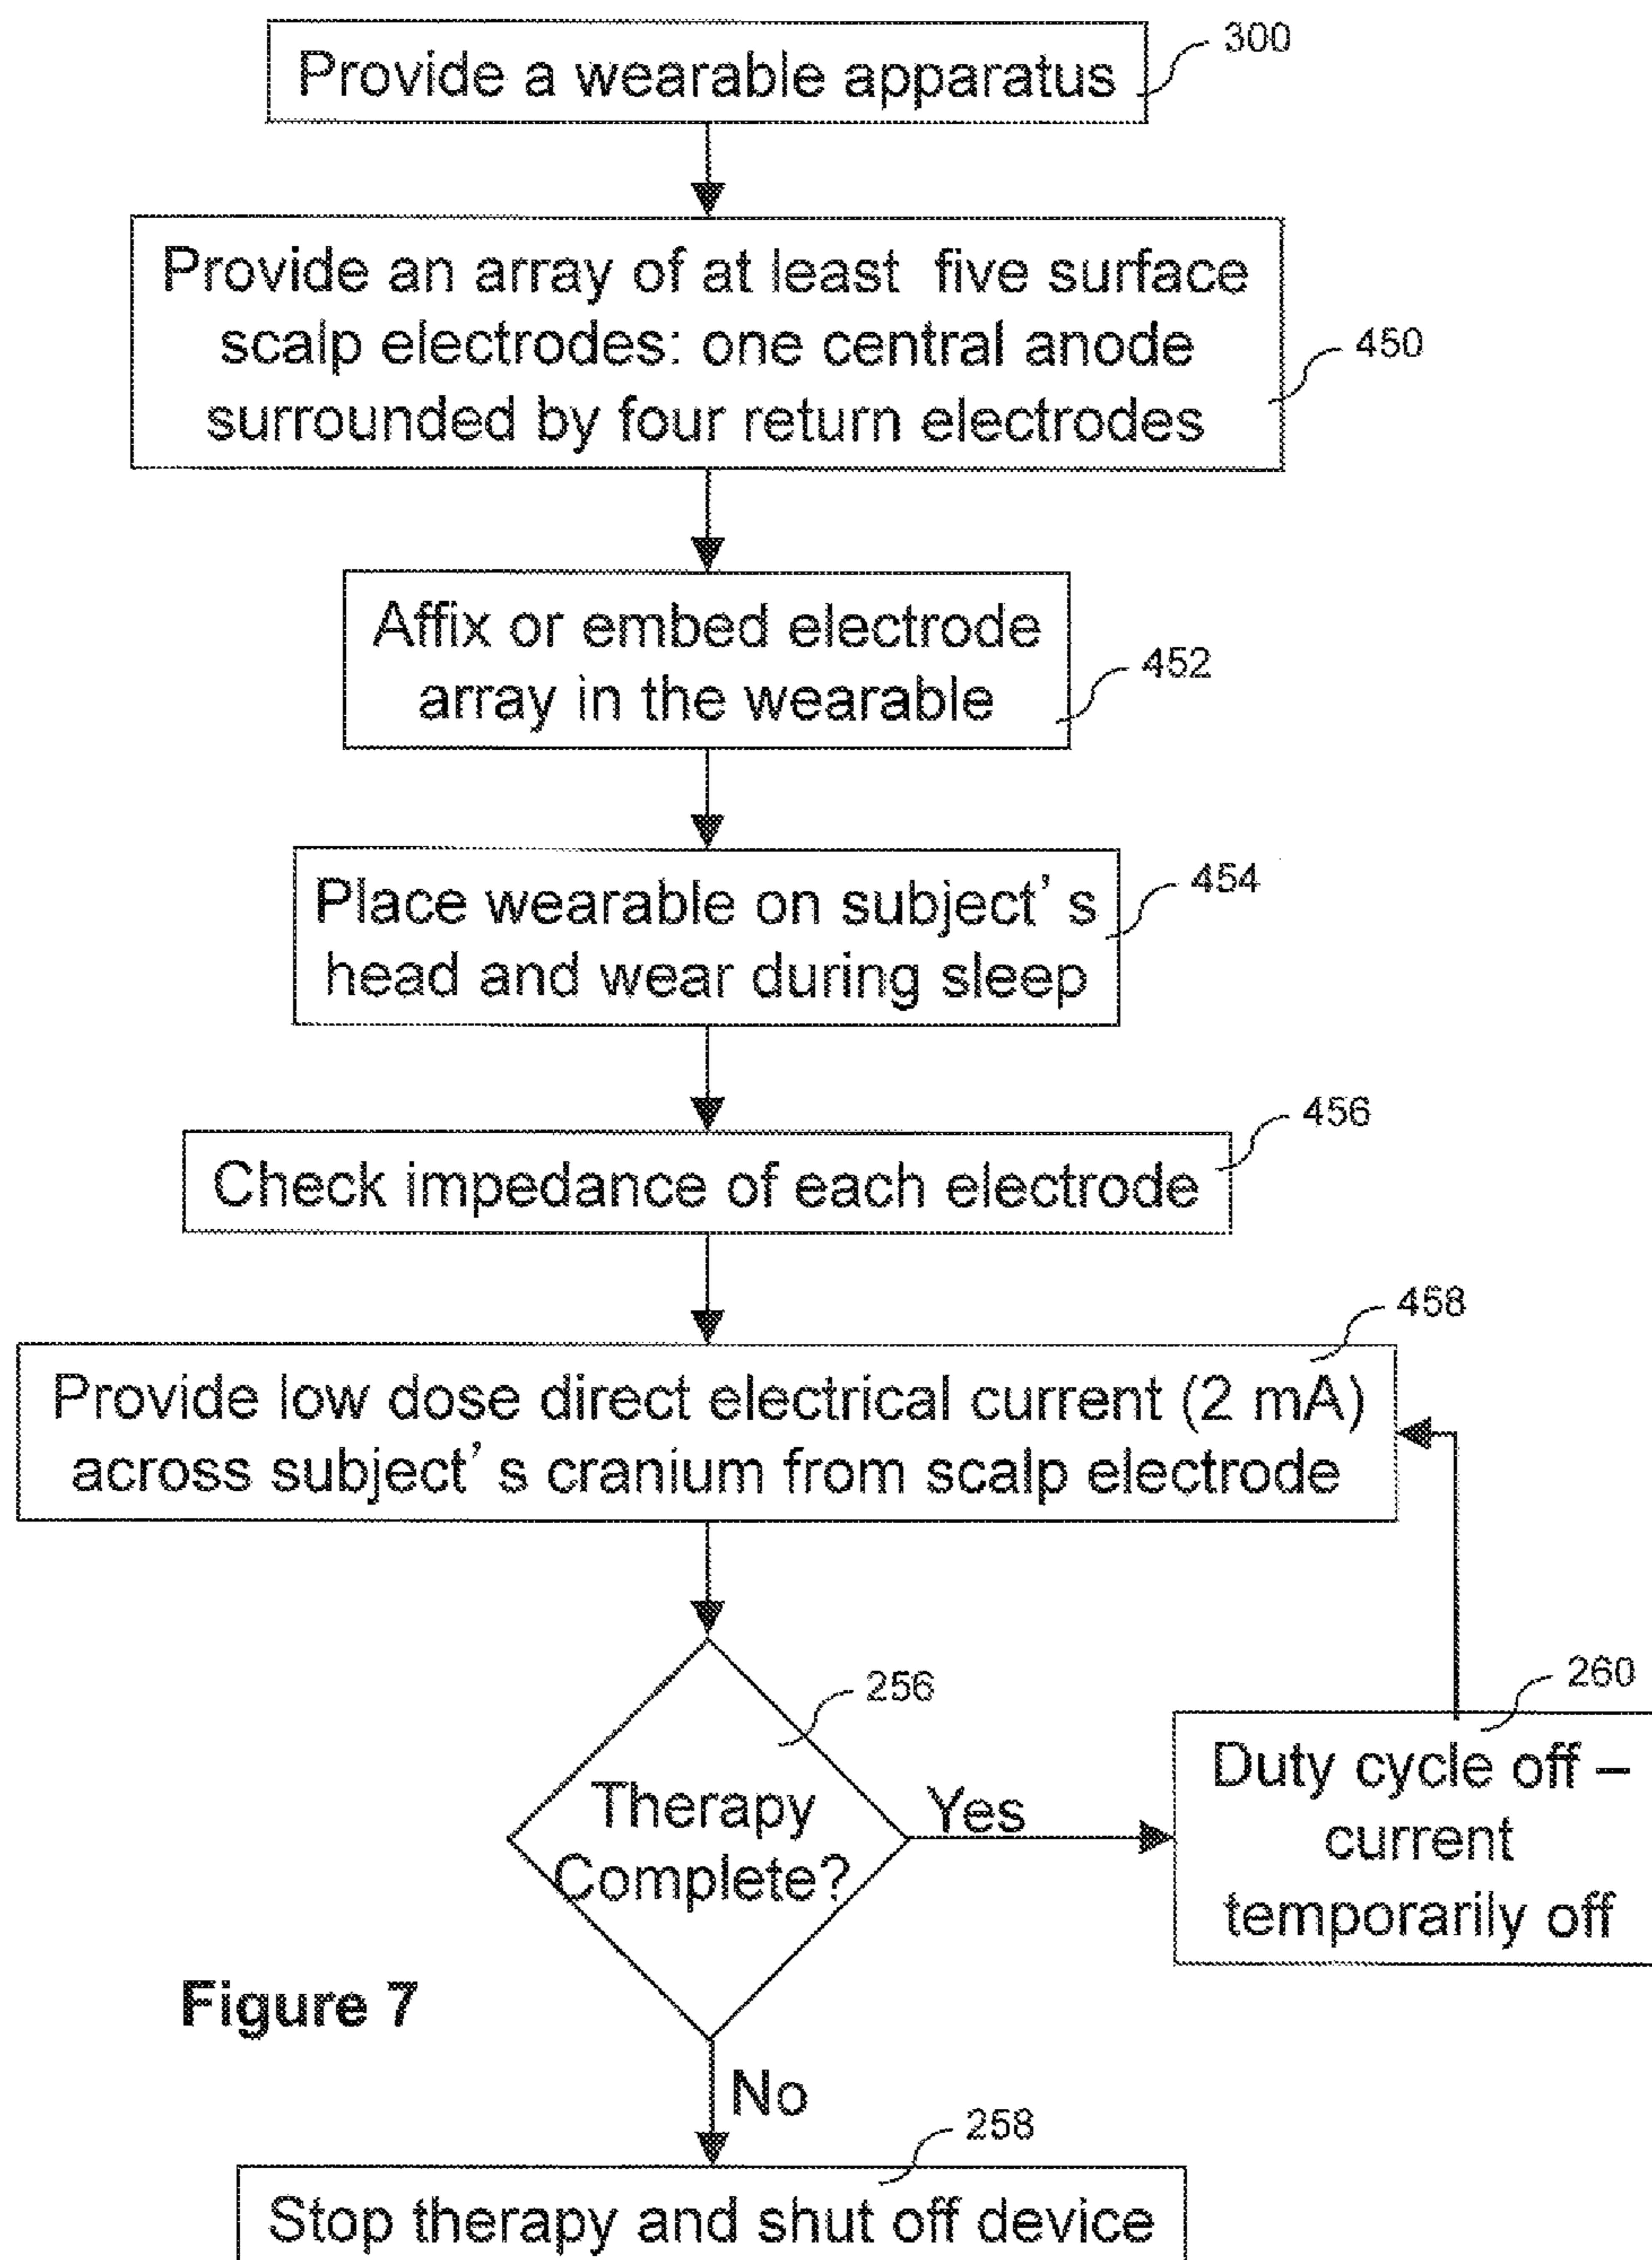 Provide a wearable apparatus
300
Provide an array of at least five surface
scalp electrodes: one central anode
surrounded by four return electrodes
450
Affix or embed electrode
array in the wearable
452
Place wearable on subject's
head and wear during sleep
454
Check impedance of each electrode
456
Provide low dose direct electrical current (2 mA)
across subject's cranium from scalp electrode
458
Therapy
Complete?
256
Yes
Duty cycle off –
current
temporarily off
260
Figure 7
No
Stop therapy and shut off device
258